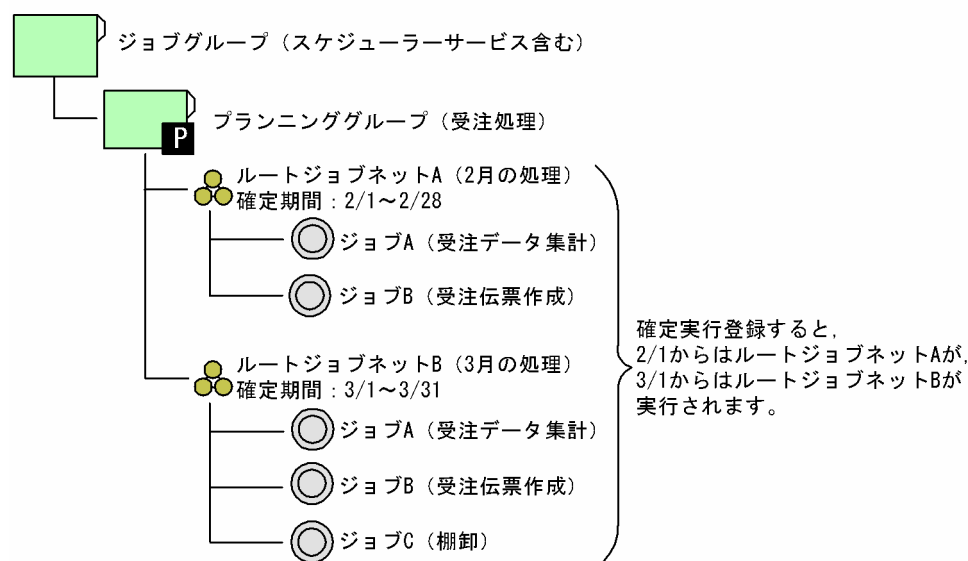 ジョブグループ（スケジューラーサービス含む）
P
プランニンググループ（受注処理）
ルートジョブネットA（2月の処理）
確定期間：2/1～2/28
ジョブA（受注データ集計）
ジョブB（受注伝票作成）
ルートジョブネットB（3月の処理）
確定期間：3/1～3/31
ジョブA（受注データ集計）
ジョブB（受注伝票作成）
ジョブC（棚卸）
確定実行登録すると，
2/1からはルートジョブネットAが，
3/1からはルートジョブネットBが
実行されます。